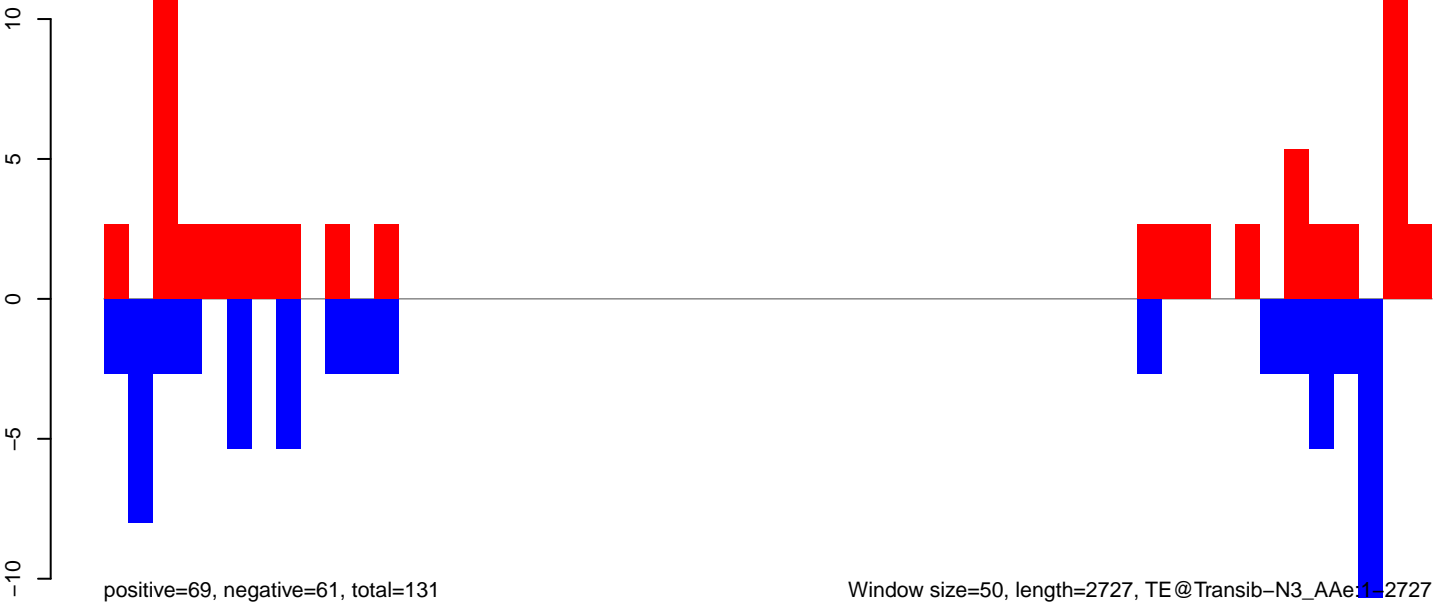 10
5
0
−5
−10
positive=69, negative=61, total=131
Window size=50, length=2727, TE@Transib−N3_AAe:1−2727